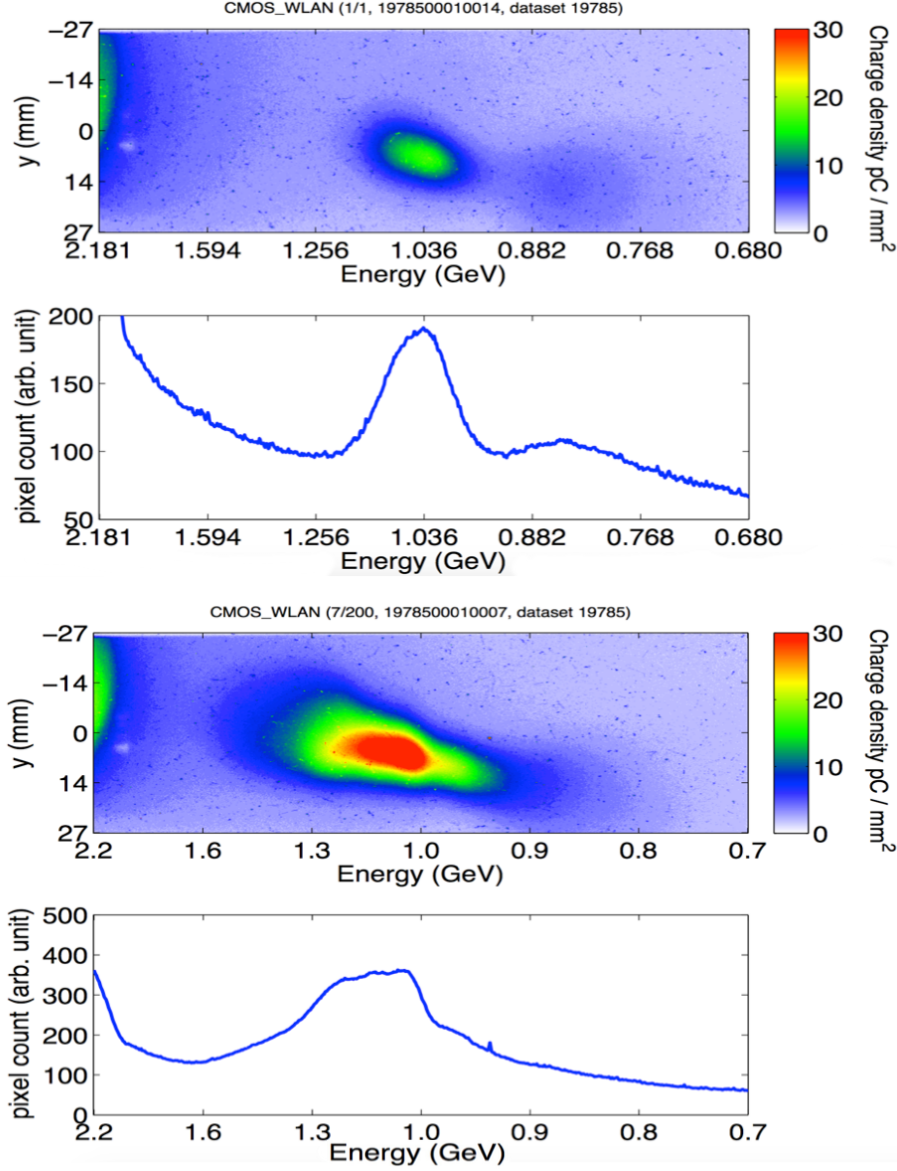 CMOS_WLAN (1/1, 1978500010014, dataset 19785)
−27
−14
0
14
27
y (mm)
2.181 1.594 1.256 1.036 0.882 0.768 0.680
Energy (GeV)
30
20
10
0
Charge density pC / mm2
200
150
100
50
pixel count (arb. unit)
2.181 1.594 1.256 1.036 0.882 0.768 0.680
Energy (GeV)
CMOS_WLAN (7/200, 1978500010007, dataset 19785)
−27
−14
0
14
27
y (mm)
2.2 1.6 1.3 1.0 0.9 0.8 0.7
Energy (GeV)
30
20
10
0
Charge density pC / mm2
500
400
300
200
100
0
pixel count (arb. unit)
2.2 1.6 1.3 1.0 0.9 0.8 0.7
Energy (GeV)